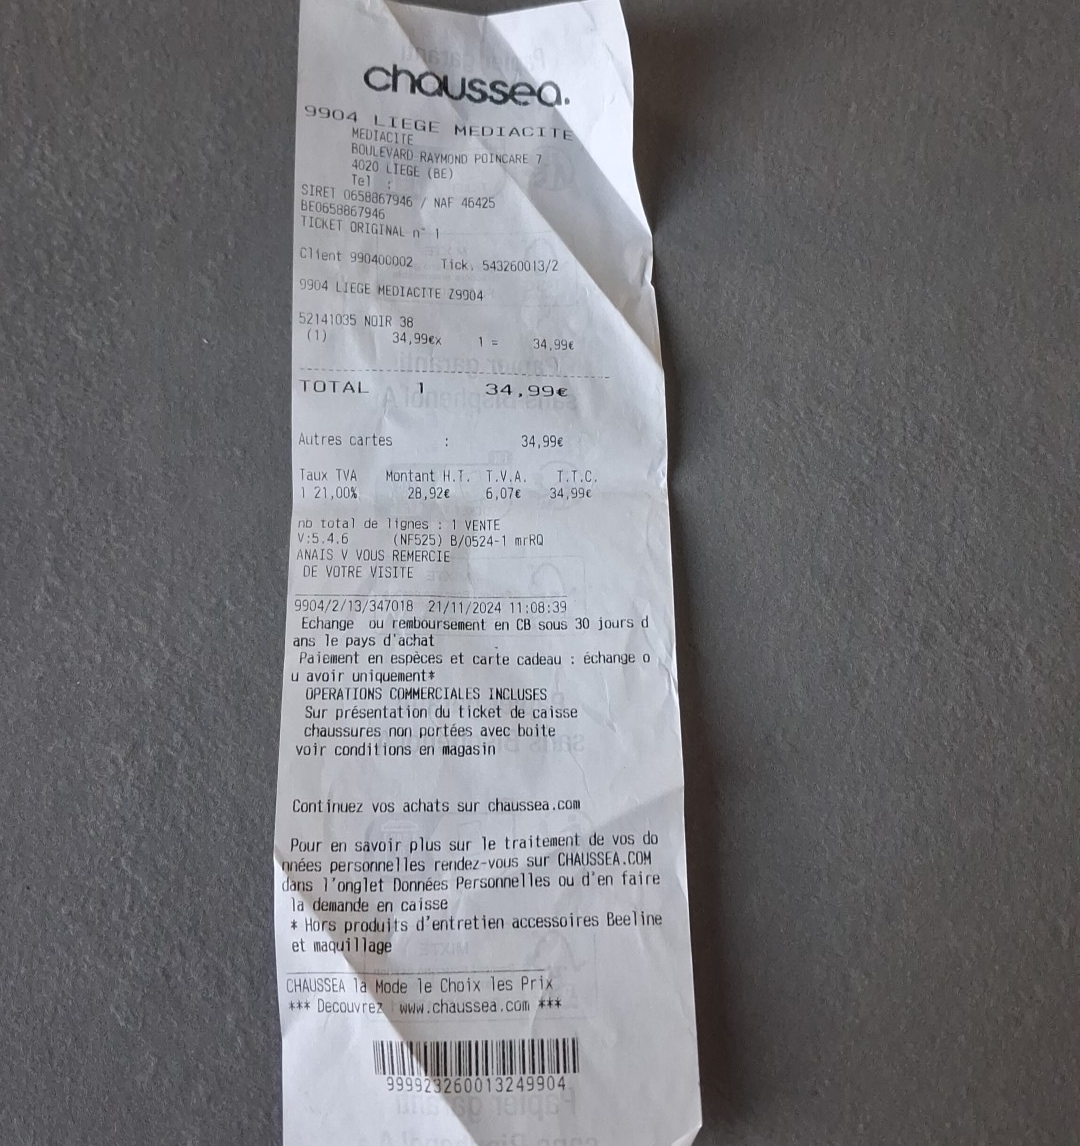 chaussea.
9904 LIEGE MEDIACITE
MEDIACITE
BOULEVARD RAYMOND POINCARE 7
4020 LIEGE (BE)
Tel :
SIRET 0658867946 / NAF 46425
BE0658867946
TICKET ORIGINAL n° 1
Client 990400002 Tick. 543260013/2
9904 LIEGE MEDIACITE Z9904
52141035 NOIR 38
(1) 34,99€x 1 = 34,99€
TOTAL 1 34,99€
Autres cartes : 34,99€
Taux TVA Montant H.T. T.V.A. T.T.C.
1 21,00% 28,92€ 6,07€ 34,99€
nb total de lignes : 1 VENTE
V:5.4.6 (NF525) B/0524-1 mrRQ
ANAIS V VOUS REMERCIE
DE VOTRE VISITE
9904/2/13/347018 21/11/2024 11:08:39
Echange ou remboursement en CB sous 30 jours d
ans le pays d'achat
Paiement en espèces et carte cadeau : échange o
u avoir uniquement*
OPERATIONS COMMERCIALES INCLUSES
Sur présentation du ticket de caisse
chaussures non portées avec boite
voir conditions en magasin
Continuez vos achats sur chaussea.com
Pour en savoir plus sur le traitement de vos do
nnées personnelles rendez-vous sur CHAUSSEA.COM
dans l'onglet Données Personnelles ou d'en faire
la demande en caisse
* Hors produits d'entretien accessoires Beeline
et maquillage
CHAUSSEA la Mode le Choix les Prix
*** Decouvrez www.chaussea.com ***
999923260013249904